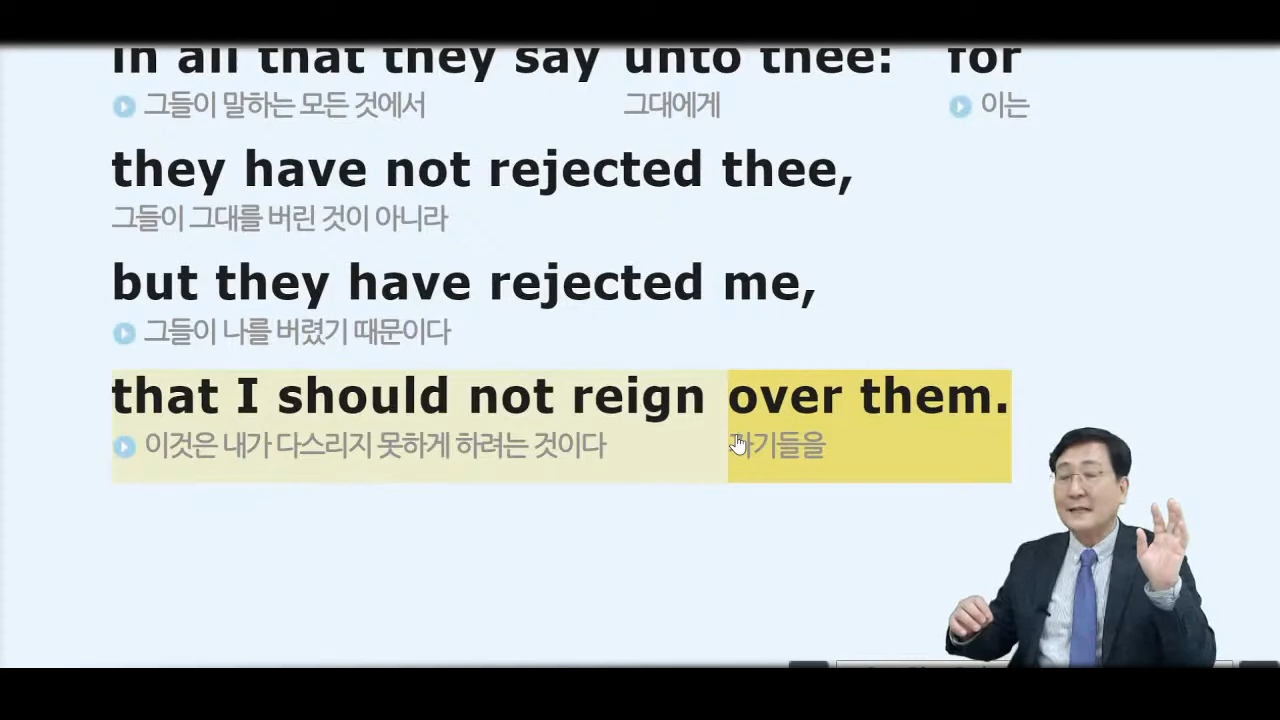 in all that they say unto thee: for
그들이 말하는 모든 것에서 그대에게 이는
they have not rejected thee,
그들이 그대를 버린 것이 아니라
but they have rejected me,
그들이 나를 버렸기 때문이다
that I should not reign over them.
이것은 내가 다스리지 못하게 하려는 것이다 자기들을